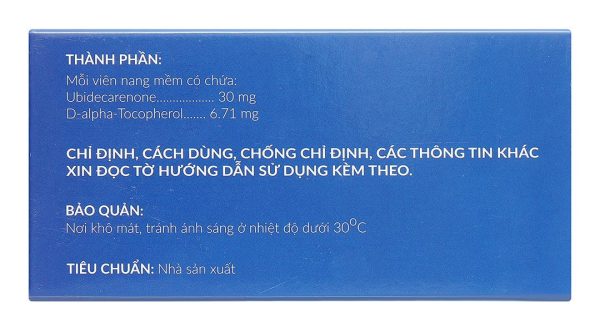 THÀNH PHẦN:
Mỗi viên nang mềm có chứa:
Ubidecarenone.................. 30 mg
D-alpha-Tocopherol....... 6.71 mg
CHỈ ĐỊNH, CÁCH DÙNG, CHỐNG CHỈ ĐỊNH, CÁC THÔNG TIN KHÁC
XIN ĐỌC TỜ HƯỚNG DẪN SỬ DỤNG KÈM THEO.
BẢO QUẢN:
Nơi khô mát, tránh ánh sáng ở nhiệt độ dưới 30⁰C
TIÊU CHUẨN: Nhà sản xuất